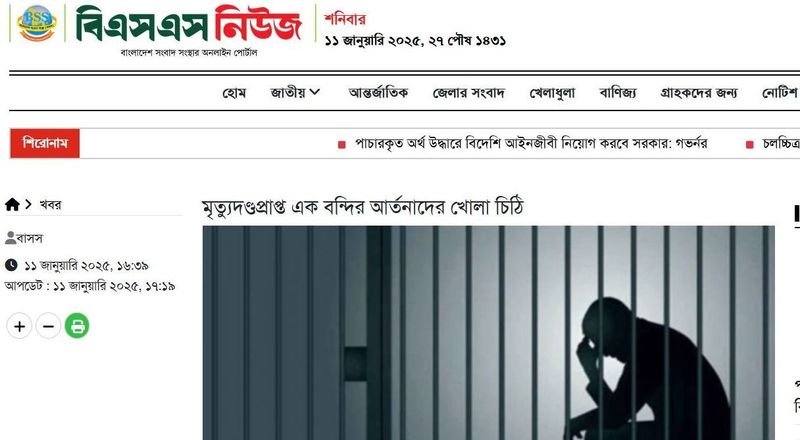 BSS
বিএসএস নিউজ
বাংলাদেশ সংবাদ সংস্থার অনলাইন পোর্টাল
শনিবার
১১ জানুয়ারি ২০২৫, ২৭ পৌষ ১৪৩১
হোম জাতীয় আন্তর্জাতিক জেলার সংবাদ খেলাধুলা বাণিজ্য গ্রাহকদের জন্য নোটিশ
শিরোনাম পাচারকৃত অর্থ উদ্ধারে বিদেশি আইনজীবী নিয়োগ করবে সরকার: গভর্নর চলচ্চিত্র
খবর
মৃত্যুদণ্ডপ্রাপ্ত এক বন্দির আর্তনাদের খোলা চিঠি
বাসস
১১ জানুয়ারি ২০২৫, ১৬:৩৯
আপডেট : ১১ জানুয়ারি ২০২৫, ১৭:১৯